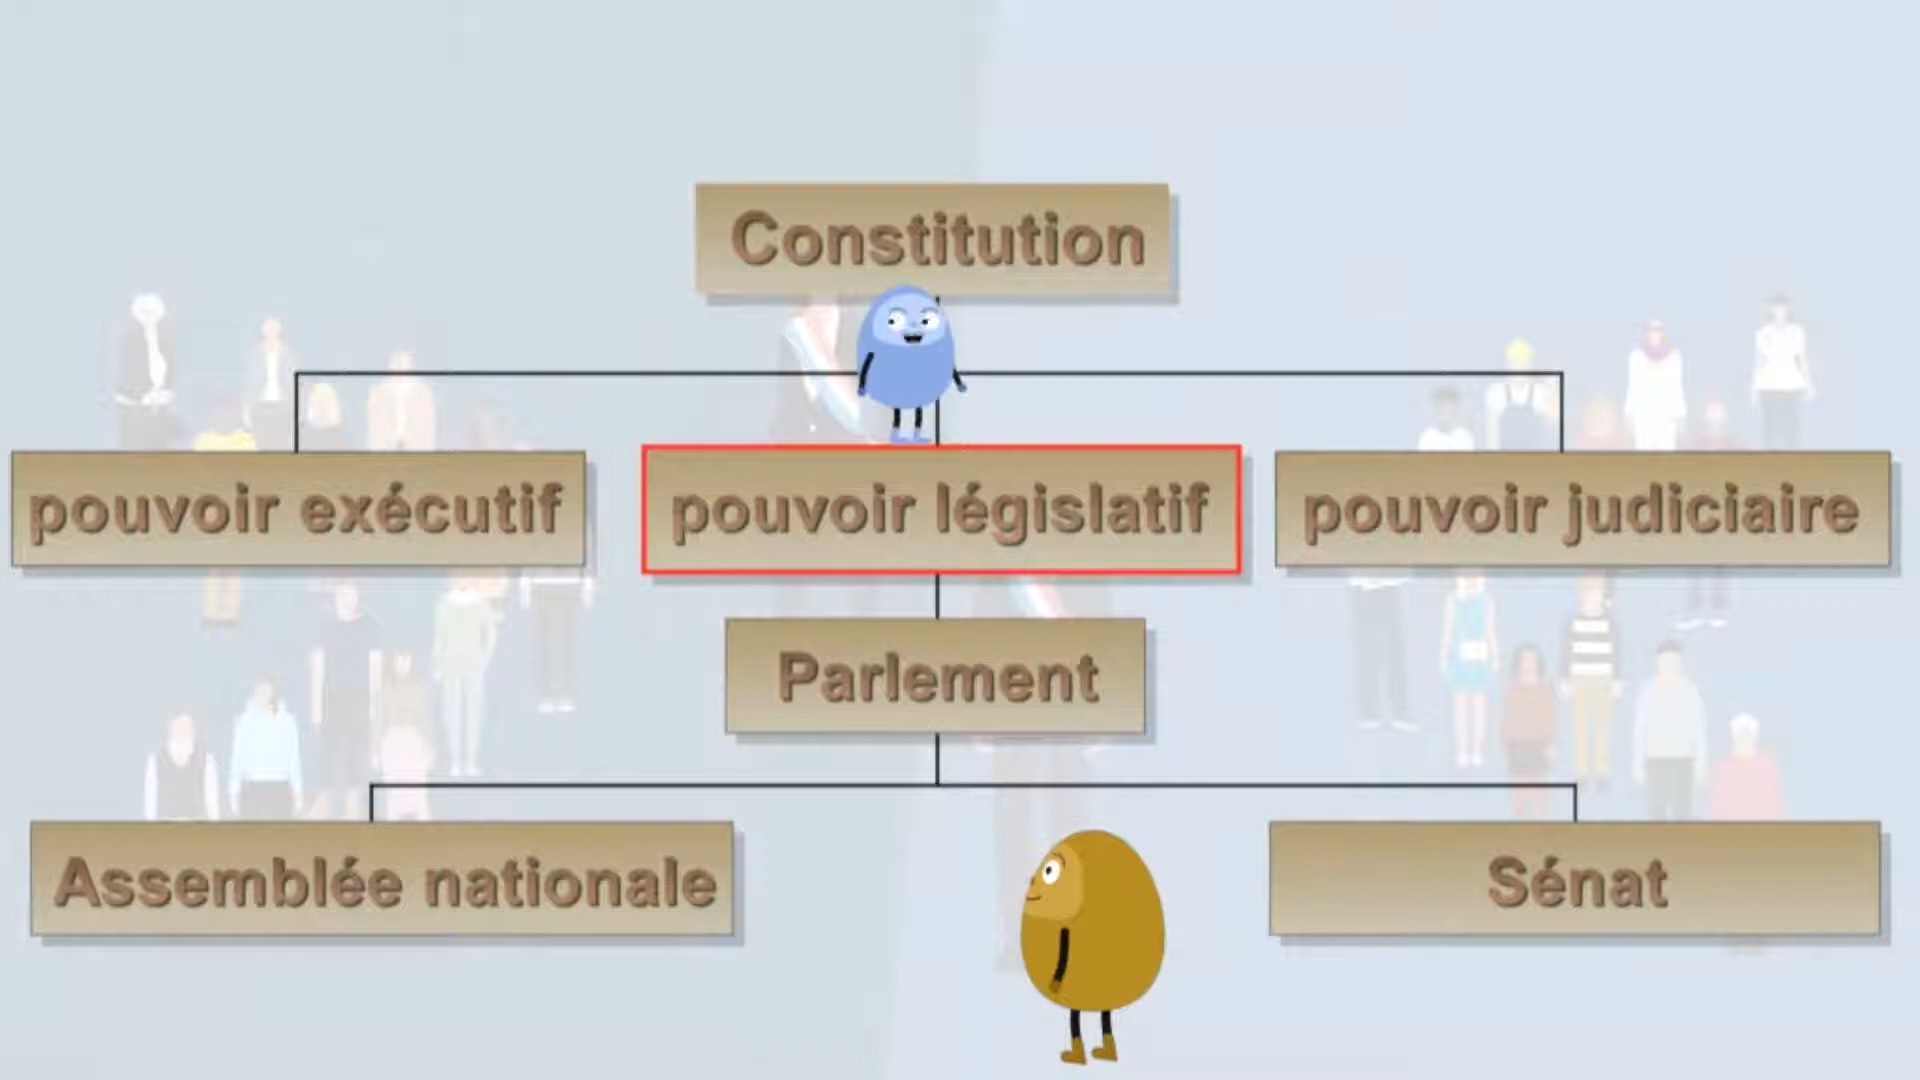 Constitution
pouvoir exécutif
pouvoir législatif
pouvoir judiciaire
Parlement
Assemblée nationale
Sénat